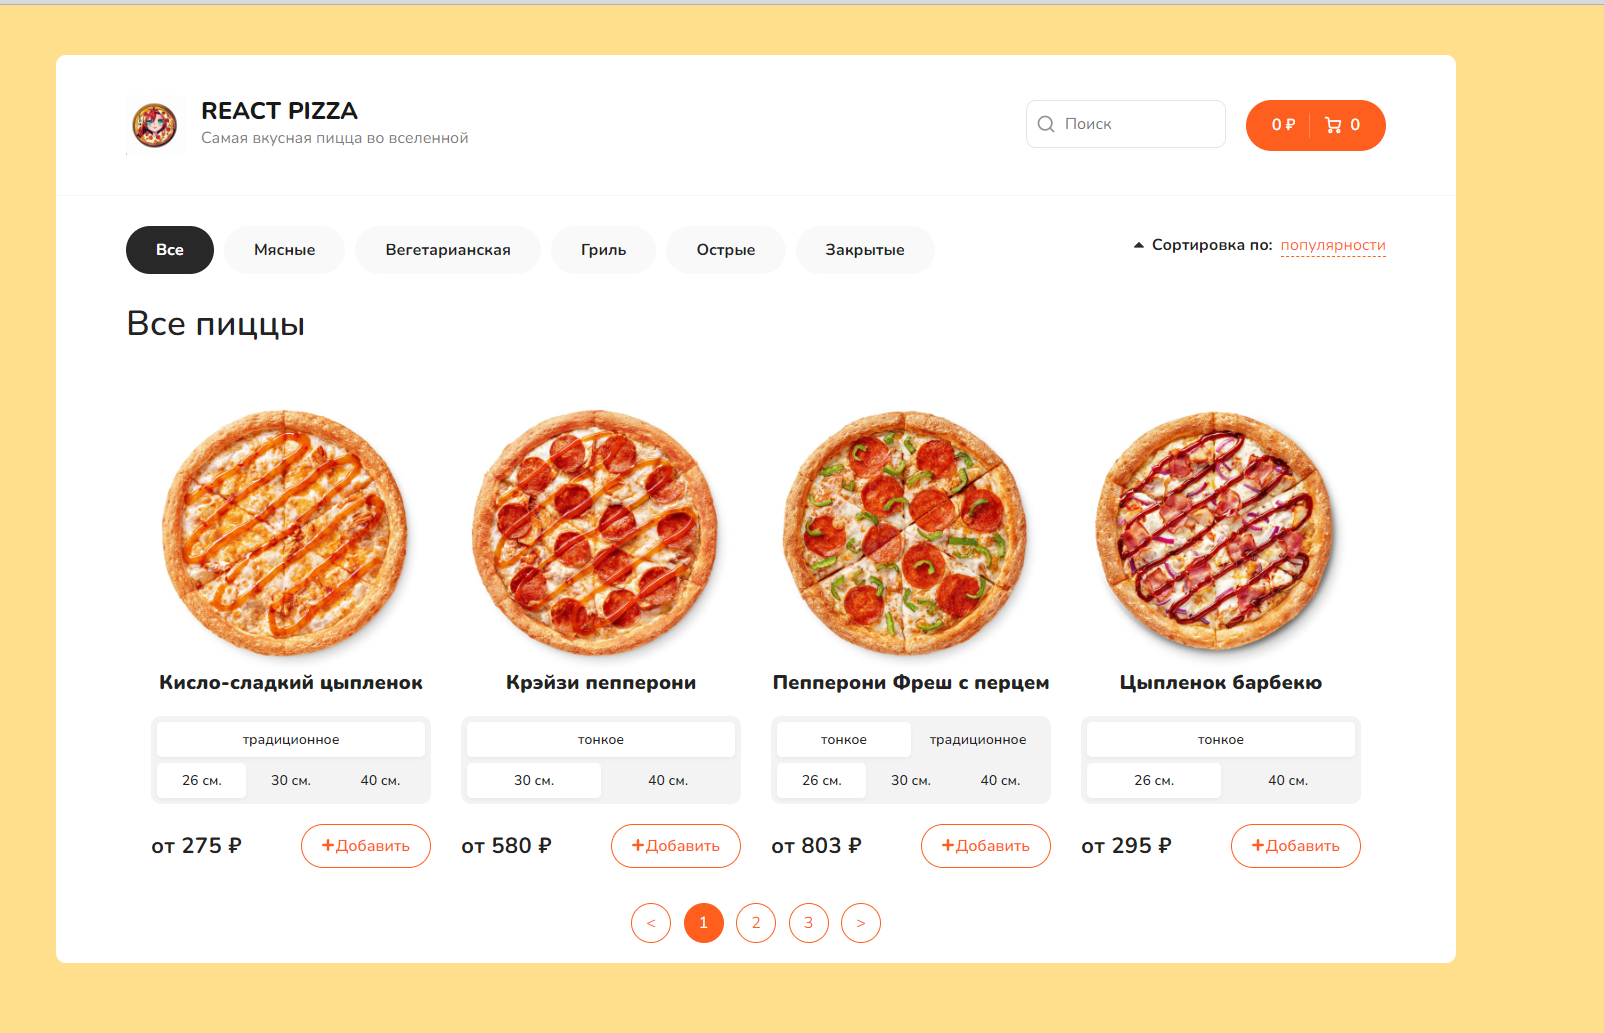 REACT PIZZA
Самая вкусная пицца во вселенной
Поиск
0 ₽ 0
Все Мясные Вегетарианская Гриль Острые Закрытые
Сортировка по: популярности
Все пиццы
Кисло-сладкий цыпленок
традиционное
26 см. 30 см. 40 см.
от 275 ₽ +Добавить
Крэйзи пепперони
тонкое
30 см. 40 см.
от 580 ₽ +Добавить
Пепперони Фреш с перцем
тонкое традиционное
26 см. 30 см. 40 см.
от 803 ₽ +Добавить
Цыпленок барбекю
тонкое
26 см. 40 см.
от 295 ₽ +Добавить
< 1 2 3 >